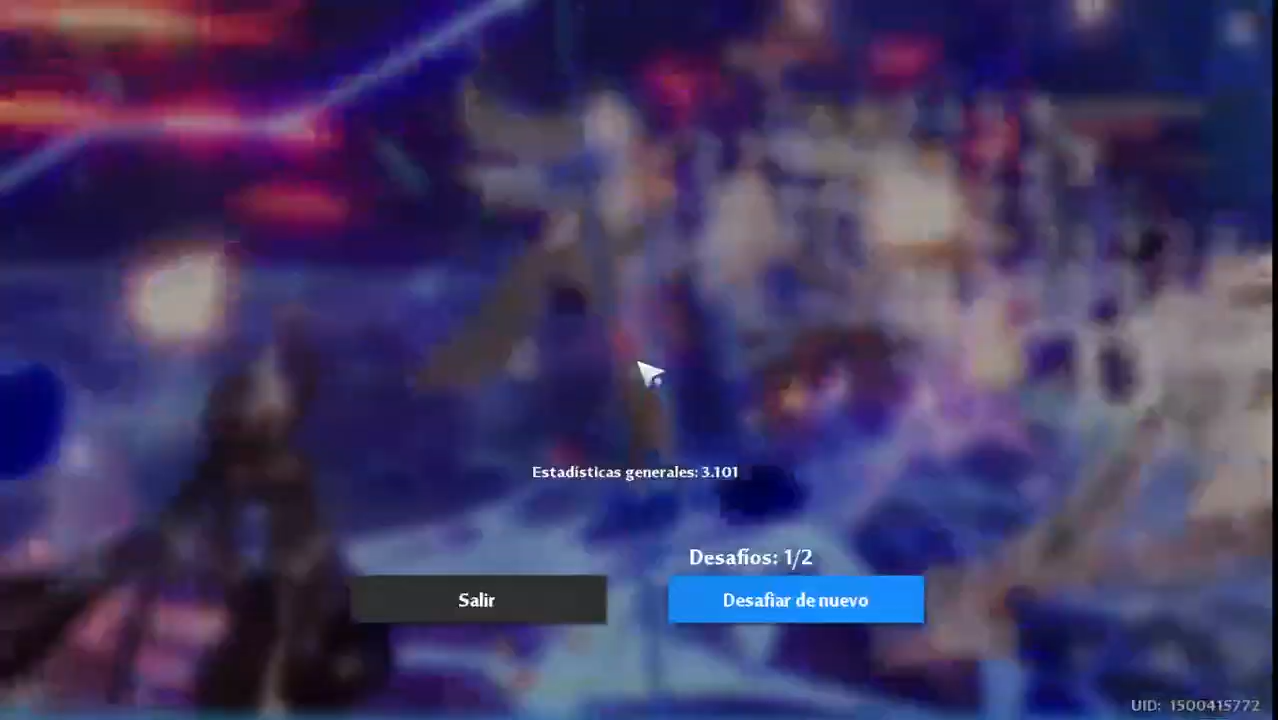 Estadísticas generales: 3.101
Desafíos: 1/2
Salir
Desafiar de nuevo
UID: 1500415772